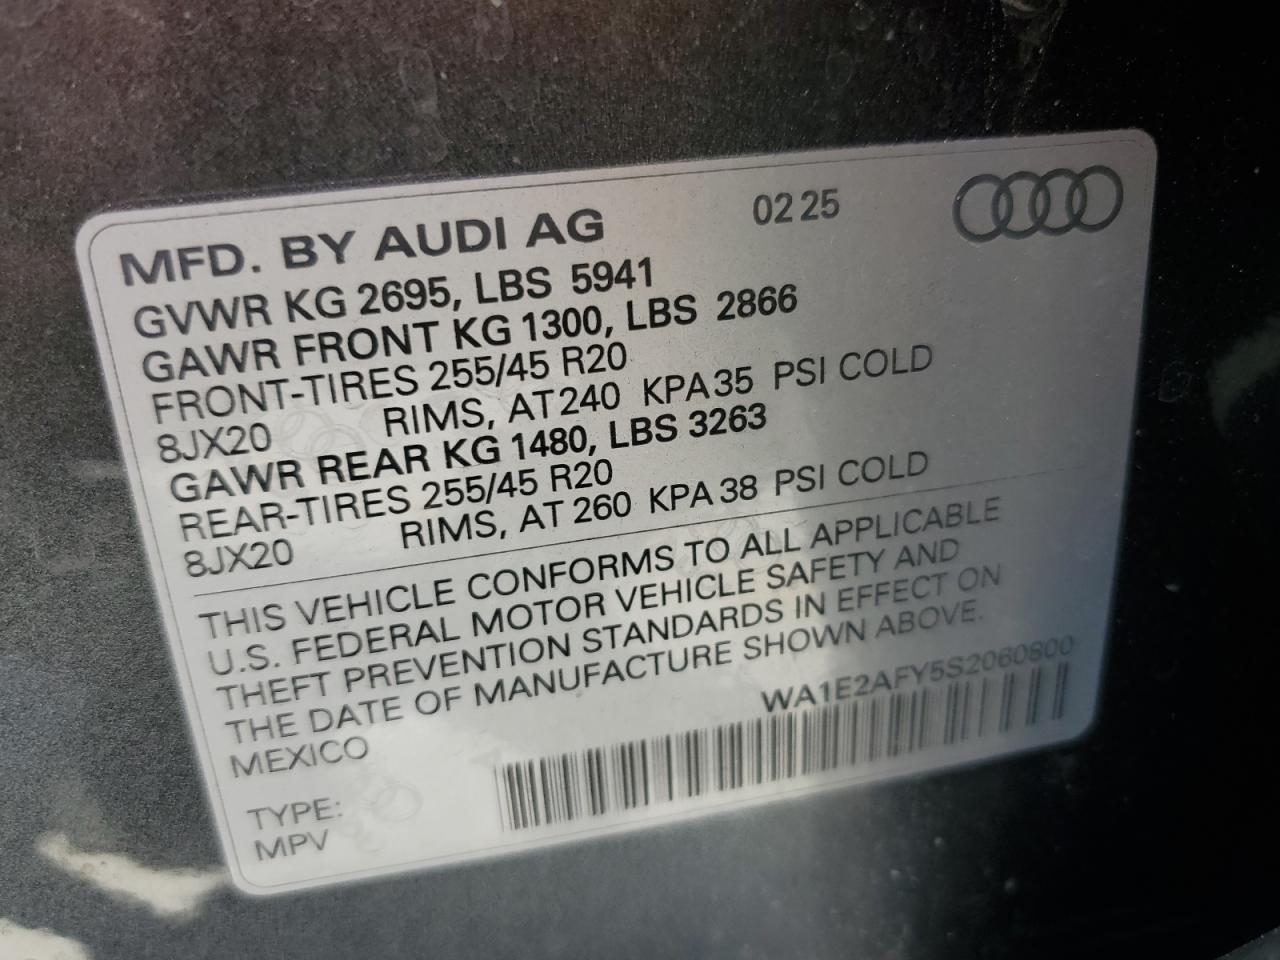 MFD. BY AUDI AG 02 25
GVWR KG 2695, LBS 5941
GAWR FRONT KG 1300, LBS 2866
FRONT-TIRES 255/45 R20
8JX20 RIMS, AT 240 KPA 35 PSI COLD
GAWR REAR KG 1480, LBS 3263
REAR-TIRES 255/45 R20
8JX20 RIMS, AT 260 KPA 38 PSI COLD
THIS VEHICLE CONFORMS TO ALL APPLICABLE
U.S. FEDERAL MOTOR VEHICLE SAFETY AND
THEFT PREVENTION STANDARDS IN EFFECT ON
THE DATE OF MANUFACTURE SHOWN ABOVE.
MEXICO
WA1E2AFY5S2060800
TYPE:
MPV